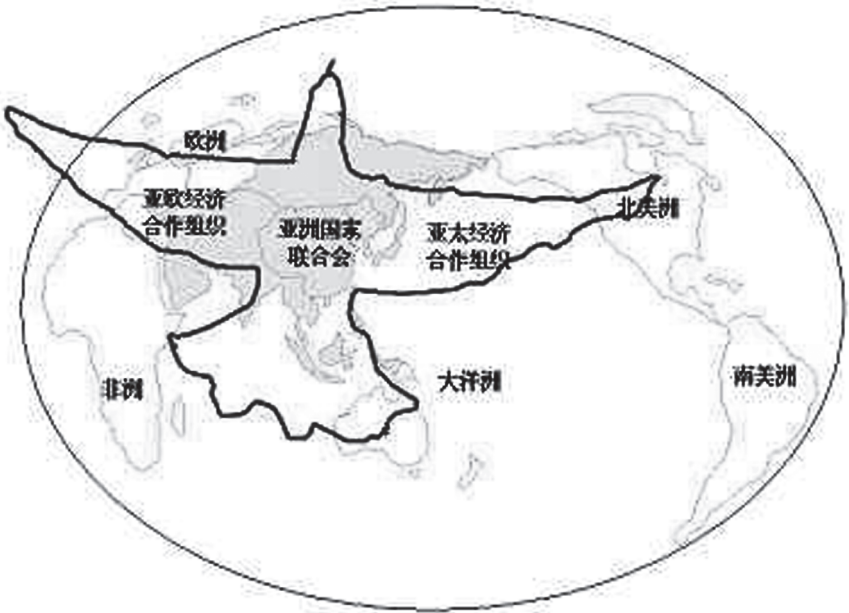 欧洲
亚欧经济
合作组织
亚洲国家
联合会
亚太经济
合作组织
北美洲
非洲
大洋洲
南美洲